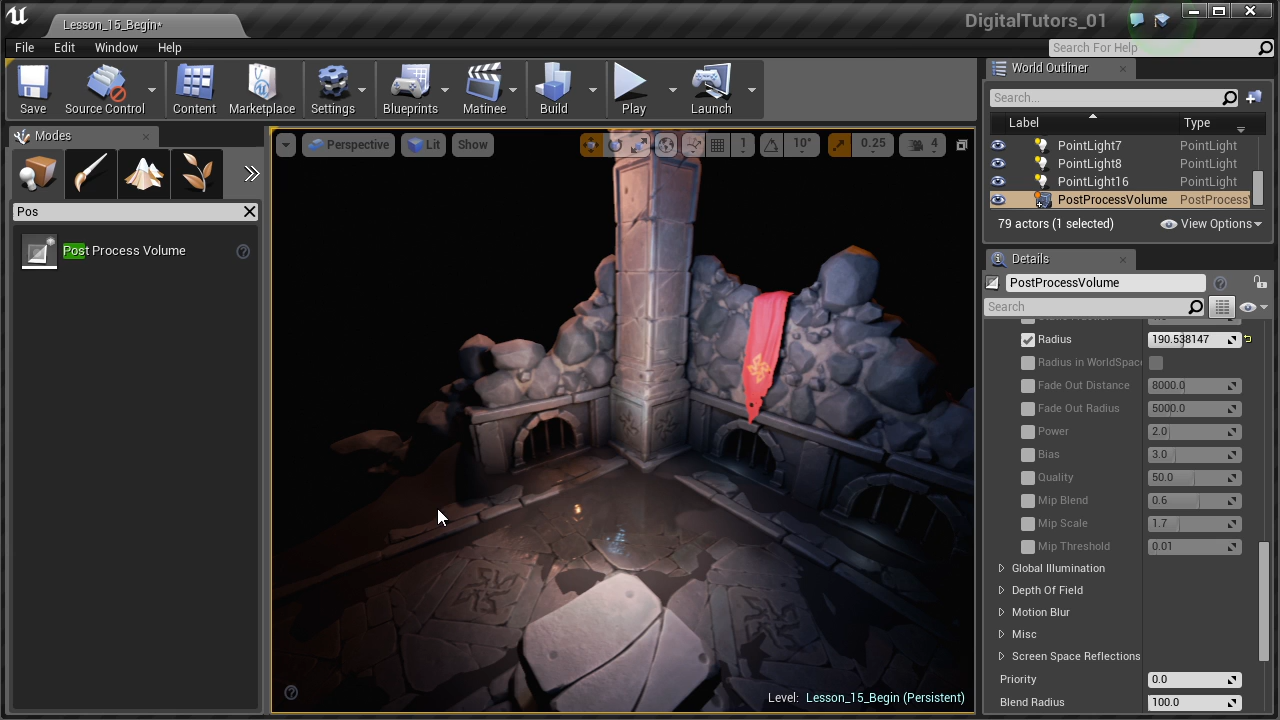 Lesson_15_Begin*
DigitalTutors_01
File Edit Window Help
Search For Help
Save
Source Control
Content
Marketplace
Settings
Blueprints
Matinee
Build
Play
Launch
Modes
Pos
Post Process Volume
Perspective
Lit
Show
1
10°
0.25
4
Level: Lesson_15_Begin (Persistent)
World Outliner
Search...
Label Type
PointLight7 PointLight
PointLight8 PointLight
PointLight16 PointLight
PostProcessVolume PostProcessV
79 actors (1 selected) View Options
Details
PostProcessVolume
Search
Radius 190.538147
Radius in WorldSpac
Fade Out Distance 8000.0
Fade Out Radius 5000.0
Power 2.0
Bias 3.0
Quality 50.0
Mip Blend 0.6
Mip Scale 1.7
Mip Threshold 0.01
Global Illumination
Depth Of Field
Motion Blur
Misc
Screen Space Reflections
Priority 0.0
Blend Radius 100.0